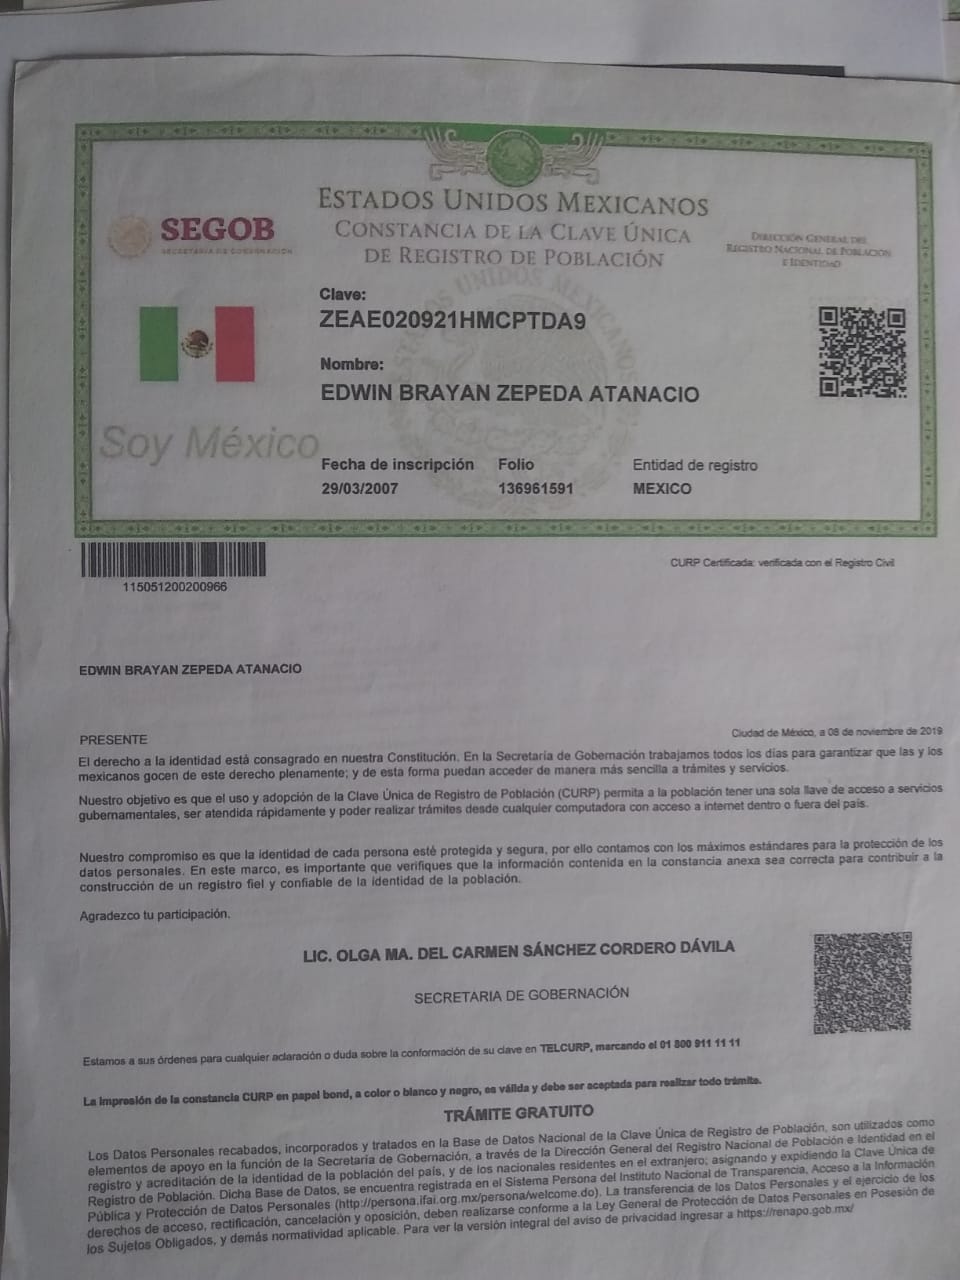 ESTADOS UNIDOS MEXICANOS
CONSTANCIA DE LA CLAVE ÚNICA
DE REGISTRO DE POBLACIÓN
SEGOB
SECRETARÍA DE GOBERNACIÓN
DIRECCIÓN GENERAL DEL
REGISTRO NACIONAL DE POBLACIÓN
E IDENTIDAD
Clave:
ZEAE020921HMCPTDA9
Nombre:
EDWIN BRAYAN ZEPEDA ATANACIO
Soy México
Fecha de inscripción Folio Entidad de registro
29/03/2007 136961591 MEXICO
ESTADOS UNIDOS MEXICANOS
115051200200966
CURP Certificada: verificada con el Registro Civil
EDWIN BRAYAN ZEPEDA ATANACIO
Ciudad de México, a 08 de noviembre de 2019
PRESENTE
El derecho a la identidad está consagrado en nuestra Constitución. En la Secretaría de Gobernación trabajamos todos los días para garantizar que las y los
mexicanos gocen de este derecho plenamente; y de esta forma puedan acceder de manera más sencilla a trámites y servicios.
Nuestro objetivo es que el uso y adopción de la Clave Única de Registro de Población (CURP) permita a la población tener una sola llave de acceso a servicios
gubernamentales, ser atendida rápidamente y poder realizar trámites desde cualquier computadora con acceso a internet dentro o fuera del país.
Nuestro compromiso es que la identidad de cada persona esté protegida y segura, por ello contamos con los máximos estándares para la protección de los
datos personales. En este marco, es importante que verifiques que la información contenida en la constancia anexa sea correcta para contribuir a la
construcción de un registro fiel y confiable de la identidad de la población.
Agradezco tu participación.
LIC. OLGA MA. DEL CARMEN SÁNCHEZ CORDERO DÁVILA
SECRETARIA DE GOBERNACIÓN
Estamos a sus órdenes para cualquier aclaración o duda sobre la conformación de su clave en TELCURP, marcando el 01 800 911 11 11
La impresión de la constancia CURP en papel bond, a color o blanco y negro, es válida y debe ser aceptada para realizar todo trámite.
TRÁMITE GRATUITO
Los Datos Personales recabados, incorporados y tratados en la Base de Datos Nacional de la Clave Única de Registro de Población, son utilizados como
elementos de apoyo en la función de la Secretaría de Gobernación, a través de la Dirección General del Registro Nacional de Población e Identidad en el
registro y acreditación de la identidad de la población del país, y de los nacionales residentes en el extranjero; asignando y expidiendo la Clave Única de
Registro de Población. Dicha Base de Datos, se encuentra registrada en el Sistema Persona del Instituto Nacional de Transparencia, Acceso a la Información
Pública y Protección de Datos Personales (http://persona.ifai.org.mx/persona/welcome.do). La transferencia de los Datos Personales y el ejercicio de los
derechos de acceso, rectificación, cancelación y oposición, deben realizarse conforme a la Ley General de Protección de Datos Personales en Posesión de
los Sujetos Obligados, y demás normatividad aplicable. Para ver la versión integral del aviso de privacidad ingresar a https://renapo.gob.mx/